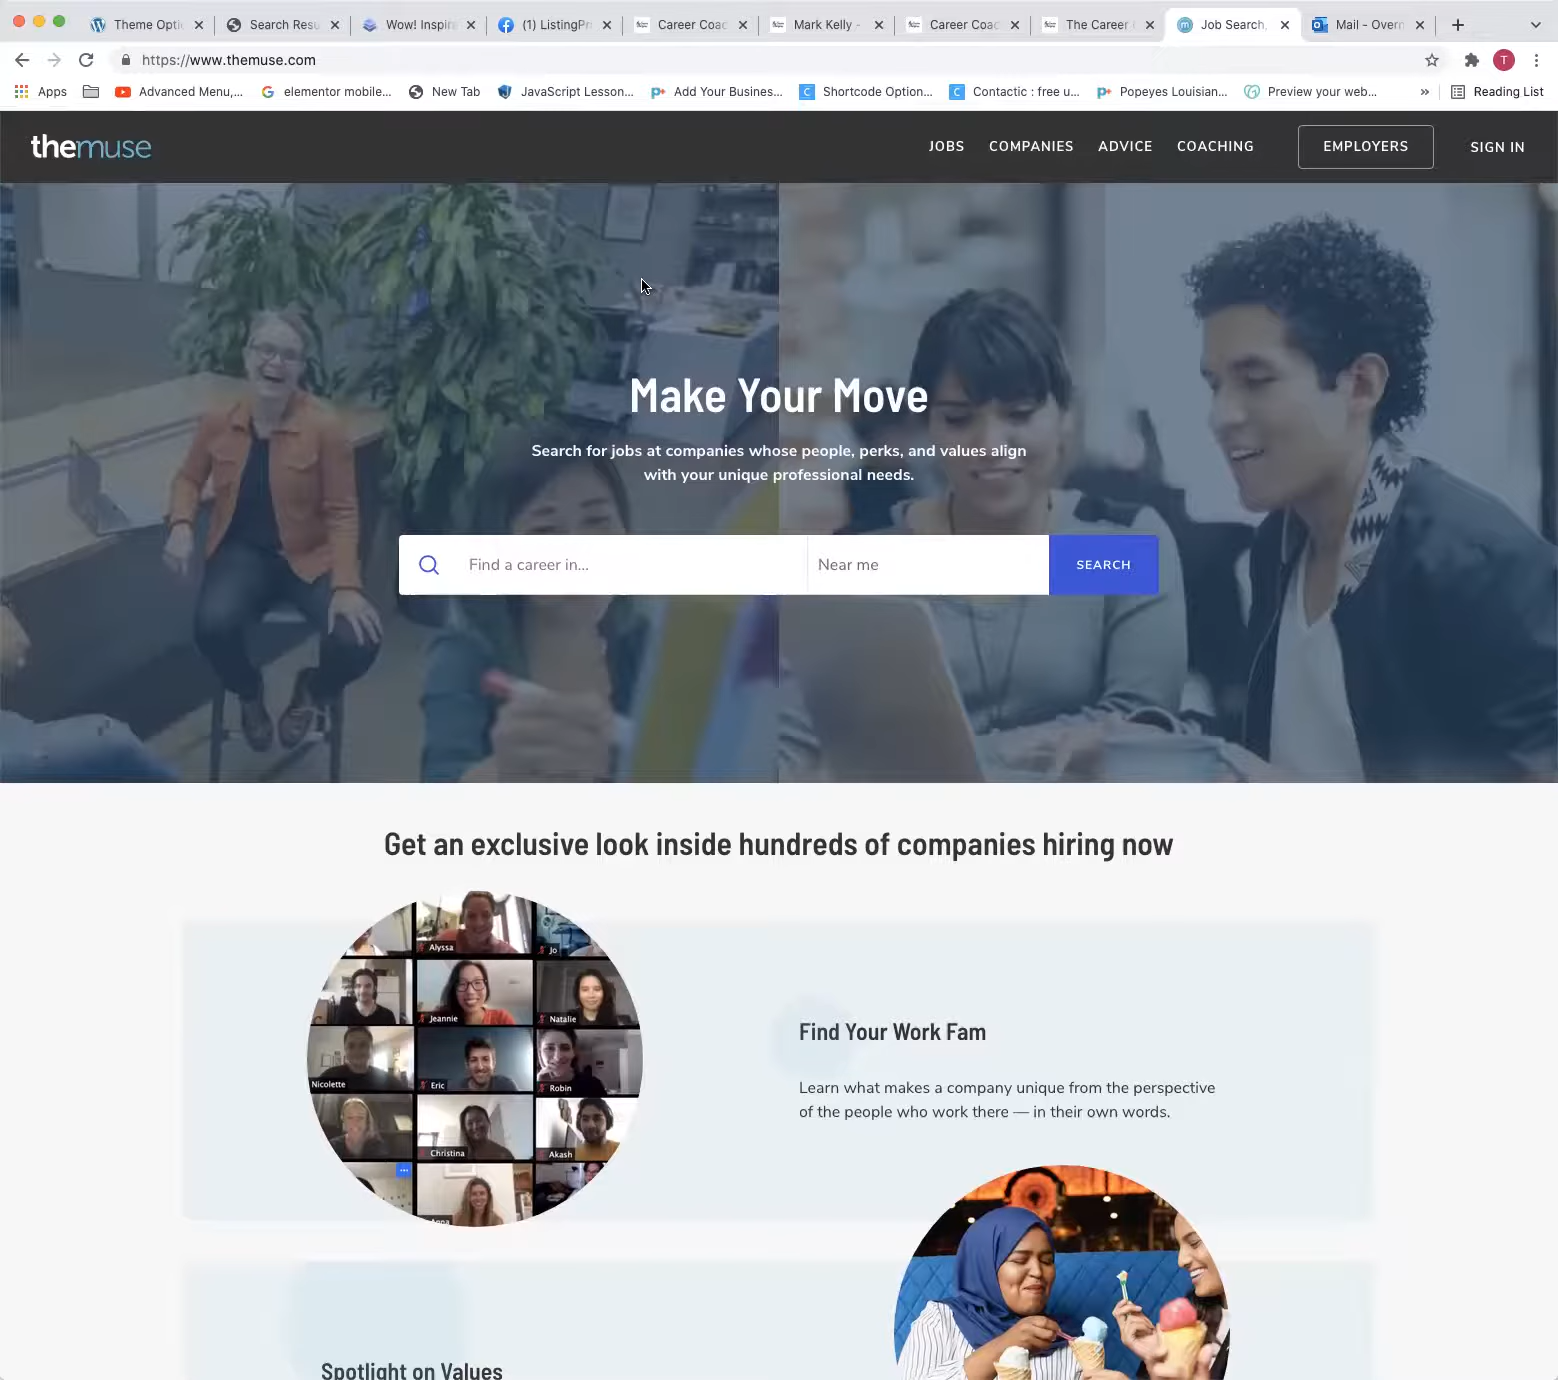 Theme Opti
Search Resu
Wow! Inspir
(1) ListingPr
Career Coac
Mark Kelly -
Career Coac
The Career
Job Search,
Mail - Overn
https://www.themuse.com
T
Apps
Advanced Menu,...
elementor mobile...
New Tab
JavaScript Lesson...
Add Your Busines...
Shortcode Option...
Contactic : free u...
Popeyes Louisian...
Preview your web...
»
Reading List
themuse
JOBS
COMPANIES
ADVICE
COACHING
EMPLOYERS
SIGN IN
Make Your Move
Search for jobs at companies whose people, perks, and values align
with your unique professional needs.
Find a career in...
Near me
SEARCH
Get an exclusive look inside hundreds of companies hiring now
Alyssa
Jo
Jeannie
Natalie
Nicolette
Eric
Robin
Christina
Akash
Find Your Work Fam
Learn what makes a company unique from the perspective
of the people who work there — in their own words.
Spotlight on Values